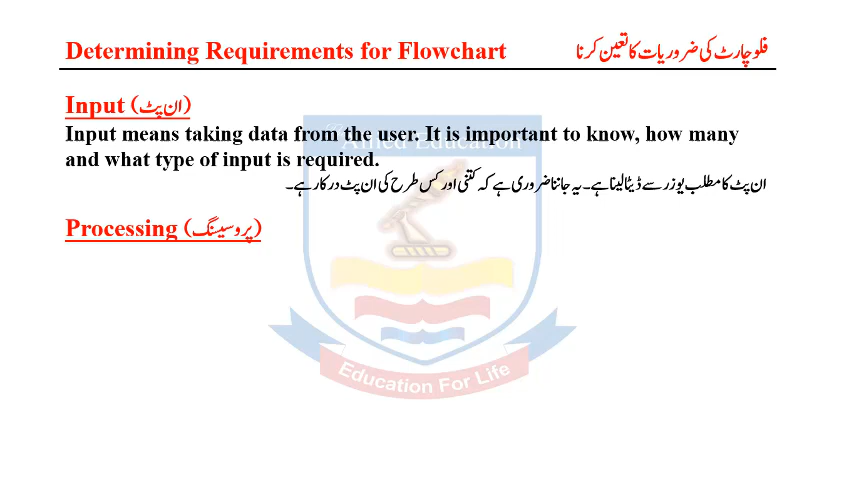 Determining Requirements for Flowchart فلو چارٹ کی ضروریات کا تعین کرنا
Input (ان پٹ)
Input means taking data from the user. It is important to know, how many
and what type of input is required.
ان پٹ کا مطلب یوزر سے ڈیٹا لینا ہے۔ یہ جاننا ضروری ہے کہ کتنی اور کس طرح کی ان پٹ درکار ہے۔
Processing (پروسیسنگ)
Allied Education
Education For Life